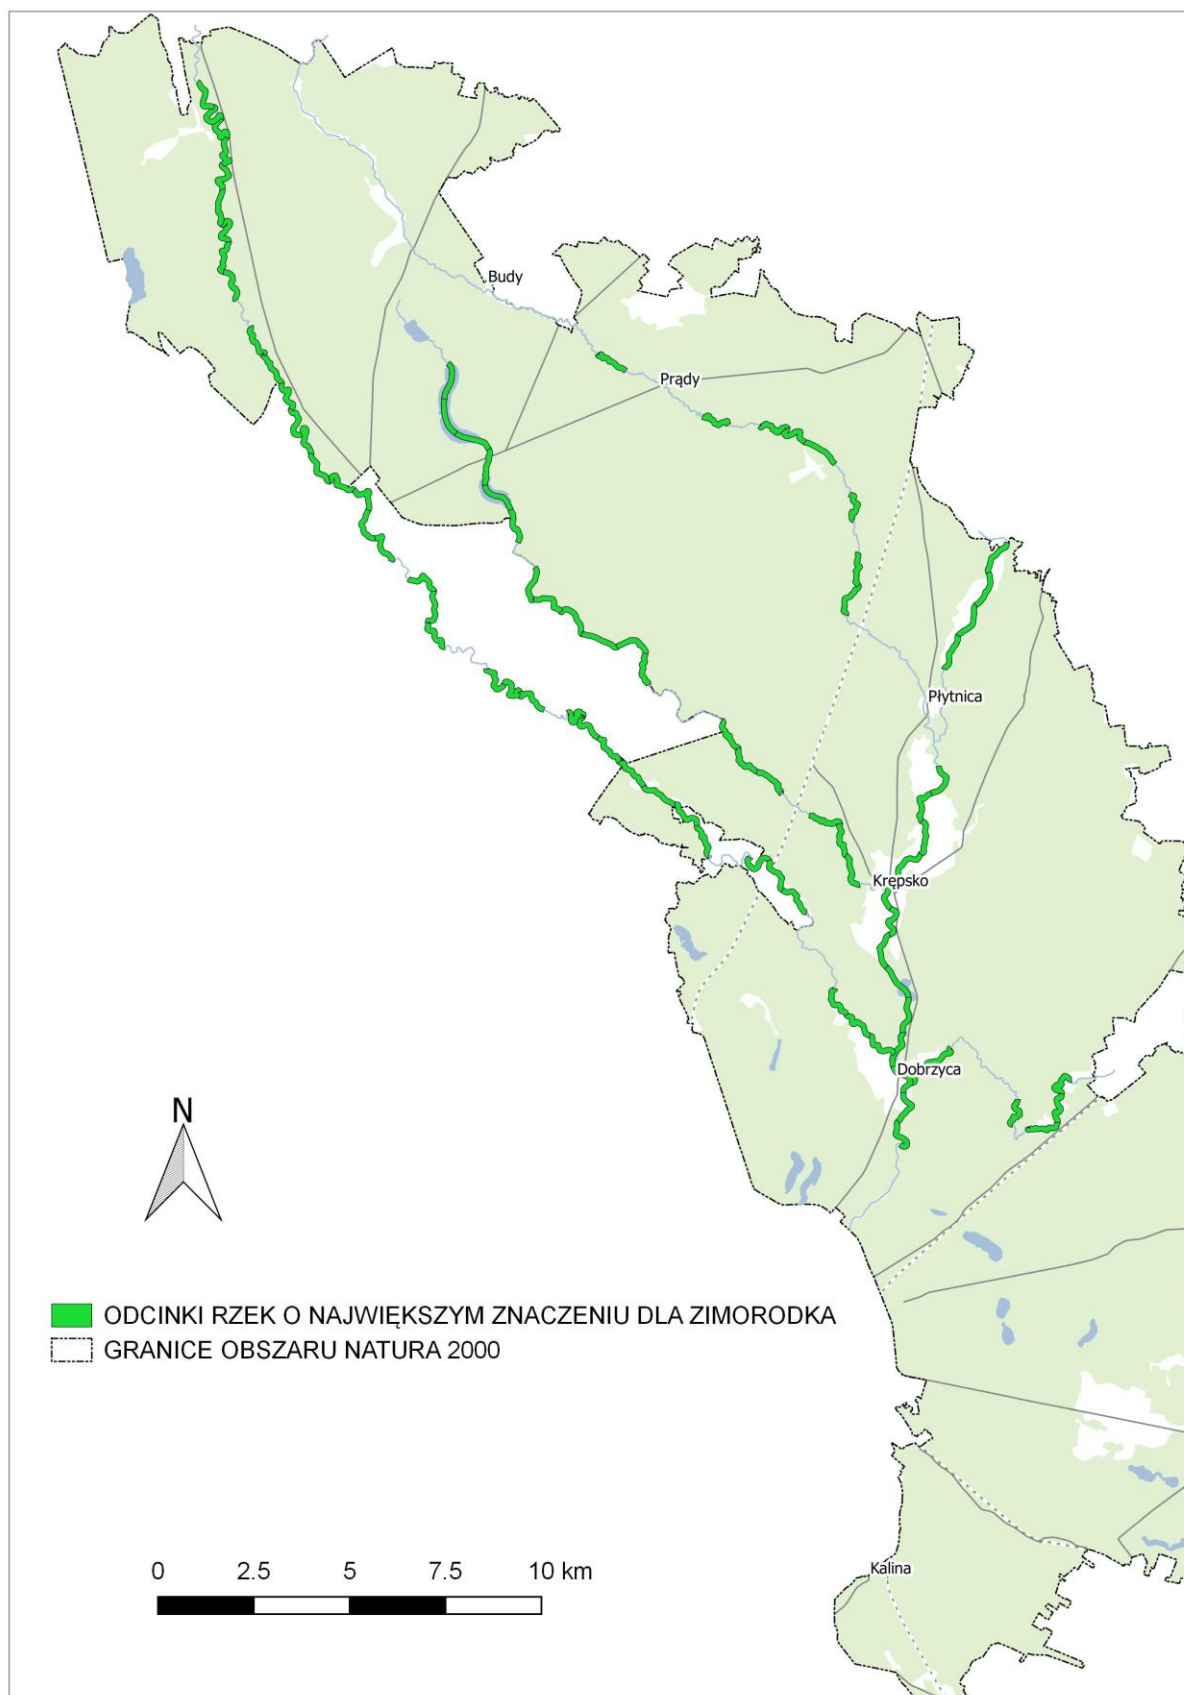 Budy
Prądy
Płytnica
Krępsko
Dobrzyca
N
ODCINKI RZEK O NAJWIĘKSZYM ZNACZENIU DLA ZIMORODKA
GRANICE OBSZARU NATURA 2000
0 2.5 5 7.5 10 km
Kalina